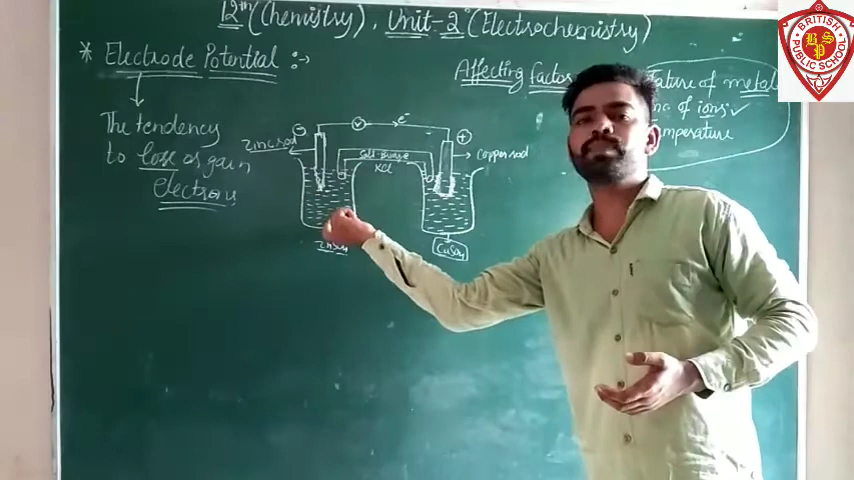 12th (Chemistry), Unit-2 (Electrochemistry)
* Electrode Potential :-
The tendency
to lose or gain
electrons
Affecting Factors
Nature of metal
of ions ✓
Temperature
Zinc rod
e-
Salt Bridge
KCl
copper rod
ZnSO4
CuSO4
BRITISH
BSP
PUBLIC SCHOOL